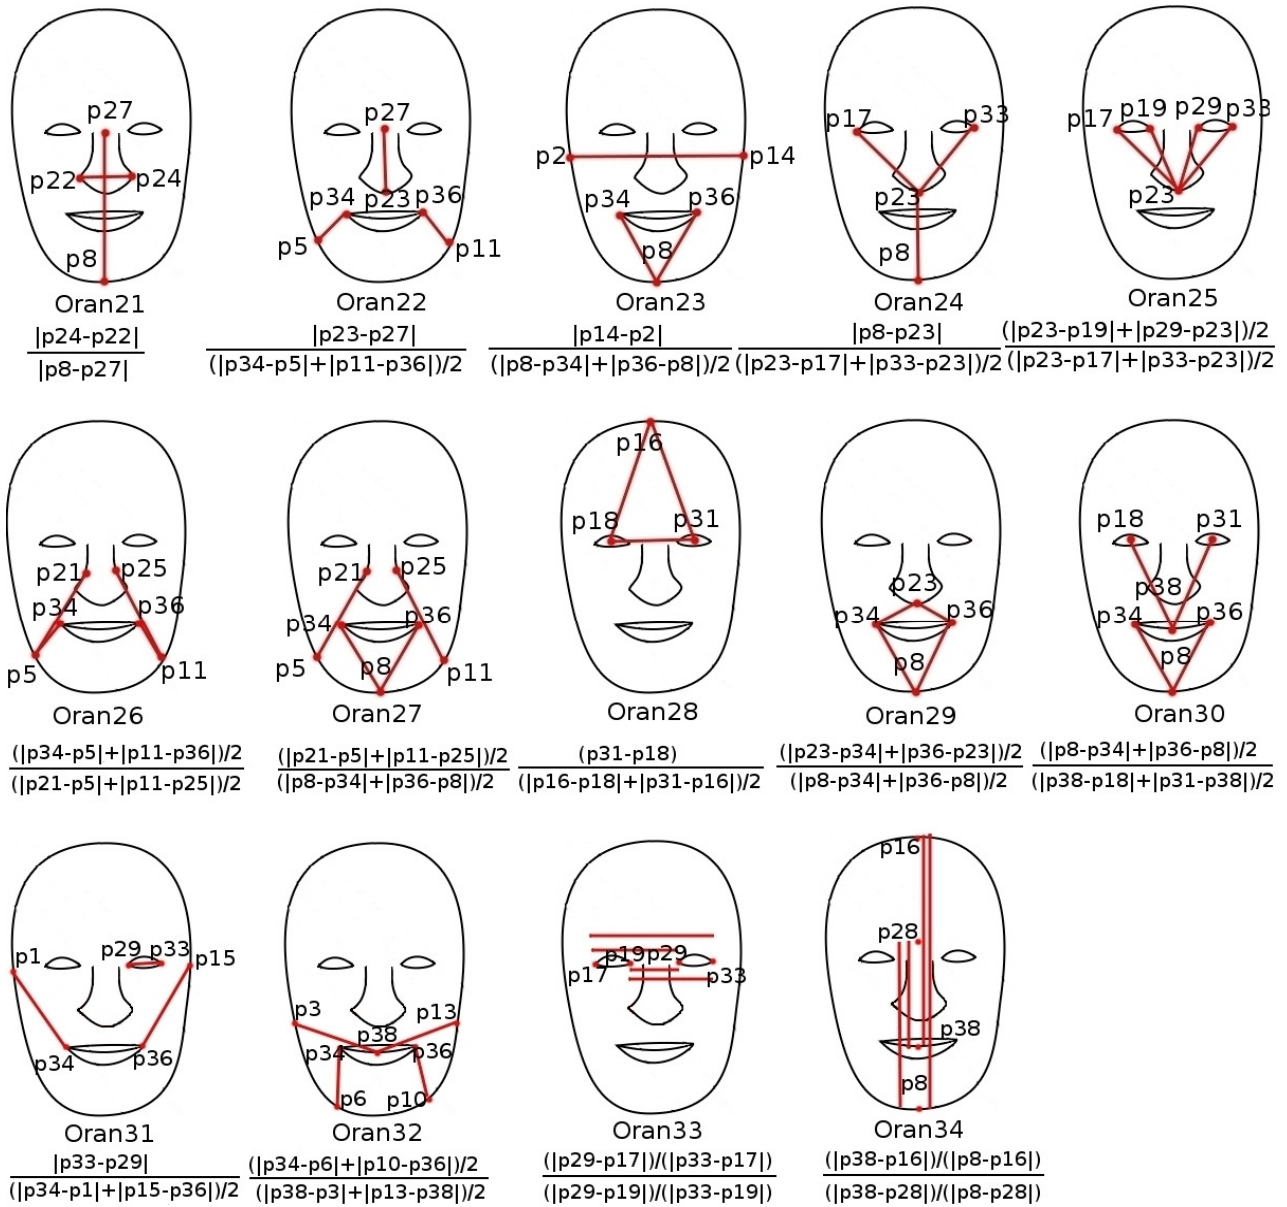 p27
p22
p24
p8
Oran21
|p24-p22|
|p8-p27|
p27
p34
p23
p36
p5
p11
Oran22
|p23-p27|
(|p34-p5|+|p11-p36|)/2
p2
p14
p34
p36
p8
Oran23
|p14-p2|
(|p8-p34|+|p36-p8|)/2
p17
p33
p23
p8
Oran24
|p8-p23|
(|p23-p17|+|p33-p23|)/2
p17
p19
p29
p33
p23
Oran25
(|p23-p19|+|p29-p23|)/2
(|p23-p17|+|p33-p23|)/2
p21
p25
p34
p36
p5
p11
Oran26
(|p34-p5|+|p11-p36|)/2
(|p21-p5|+|p11-p25|)/2
p21
p25
p34
p36
p5
p8
p11
Oran27
(|p21-p5|+|p11-p25|)/2
(|p8-p34|+|p36-p8|)/2
p16
p18
p31
Oran28
(p31-p18)
(|p16-p18|+|p31-p16|)/2
p23
p34
p36
p8
Oran29
(|p23-p34|+|p36-p23|)/2
(|p8-p34|+|p36-p8|)/2
p18
p31
p38
p34
p36
p8
Oran30
(|p8-p34|+|p36-p8|)/2
(|p38-p18|+|p31-p38|)/2
p1
p29
p33
p15
p34
p36
Oran31
|p33-p29|
(|p34-p1|+|p15-p36|)/2
p3
p13
p38
p34
p36
p6
p10
Oran32
(|p34-p6|+|p10-p36|)/2
(|p38-p3|+|p13-p38|)/2
p19
p29
p17
p33
Oran33
(|p29-p17|)/(|p33-p17|)
(|p29-p19|)/(|p33-p19|)
p16
p28
p38
p8
Oran34
(|p38-p16|)/(|p8-p16|)
(|p38-p28|)/(|p8-p28|)